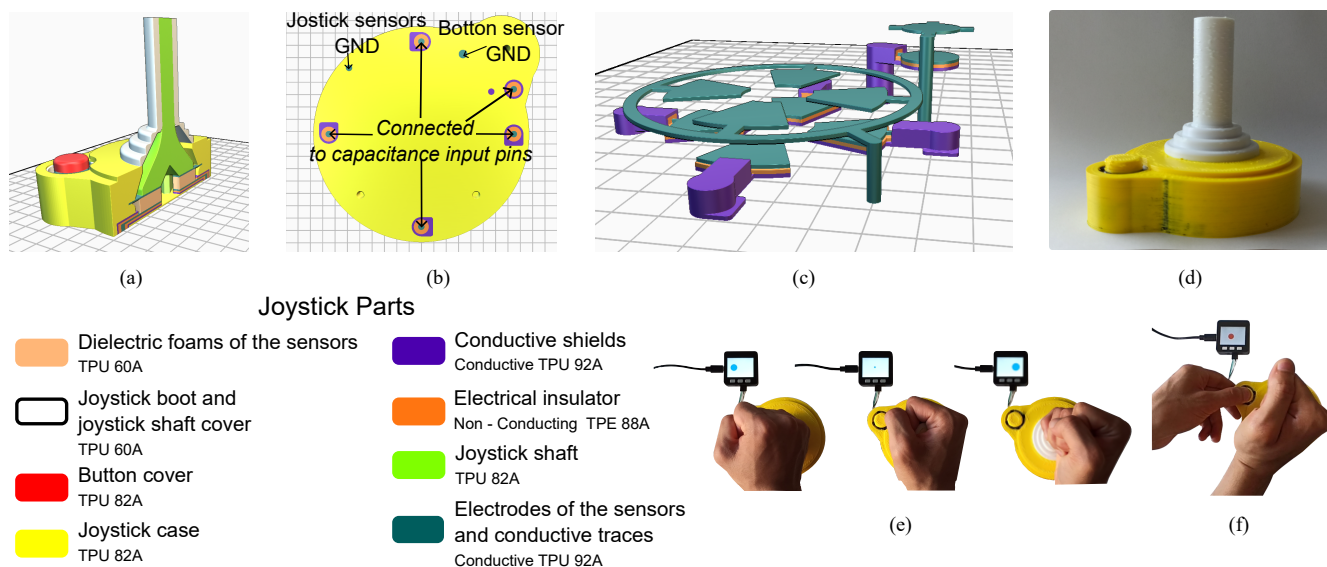 Jostick sensors
GND
Botton sensor
GND
Connected
to capacitance input pins
(a)
(b)
(c)
(d)
Joystick Parts
Dielectric foams of the sensors
TPU 60A
Joystick boot and
joystick shaft cover
TPU 60A
Button cover
TPU 82A
Joystick case
TPU 82A
Conductive shields
Conductive TPU 92A
Electrical insulator
Non - Conducting TPE 88A
Joystick shaft
TPU 82A
Electrodes of the sensors
and conductive traces
Conductive TPU 92A
(e)
(f)